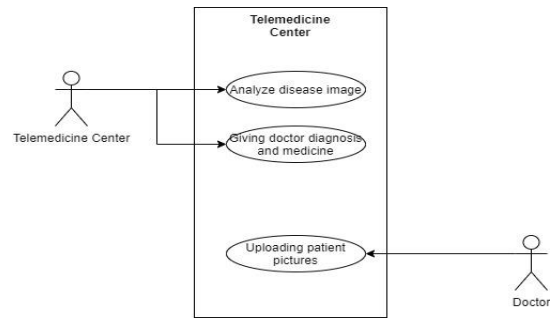 Telemedicine
Center
Analyze disease image
Telemedicine Center
Giving doctor diagnosis
and medicine
Uploading patient
pictures
Doctor